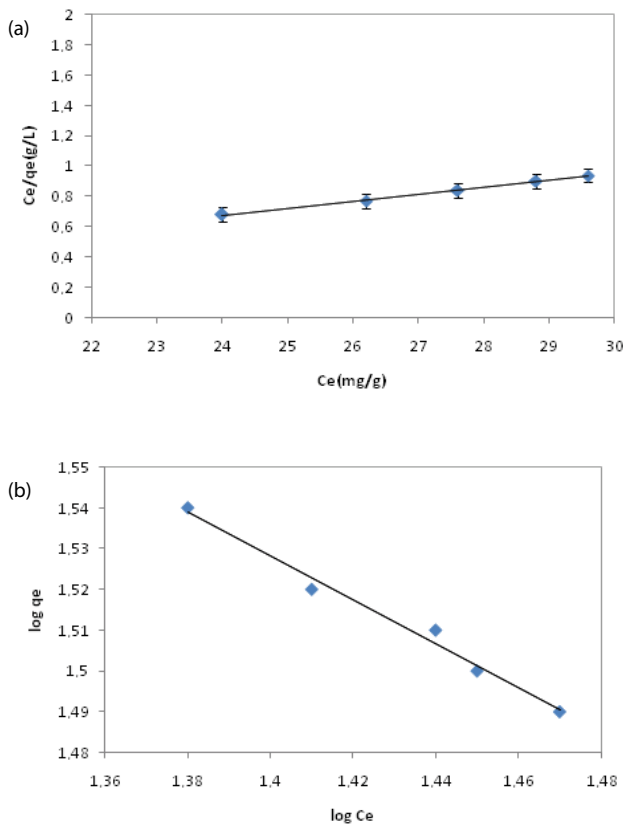 (a)
2
1,8
1,6
1,4
1,2
1
0,8
0,6
0,4
0,2
0
Ce/qe(g/L)
22 23 24 25 26 27 28 29 30
Ce(mg/g)
(b)
1,55
1,54
1,53
1,52
1,51
1,5
1,49
1,48
log qe
1,36 1,38 1,4 1,42 1,44 1,46 1,48
log Ce